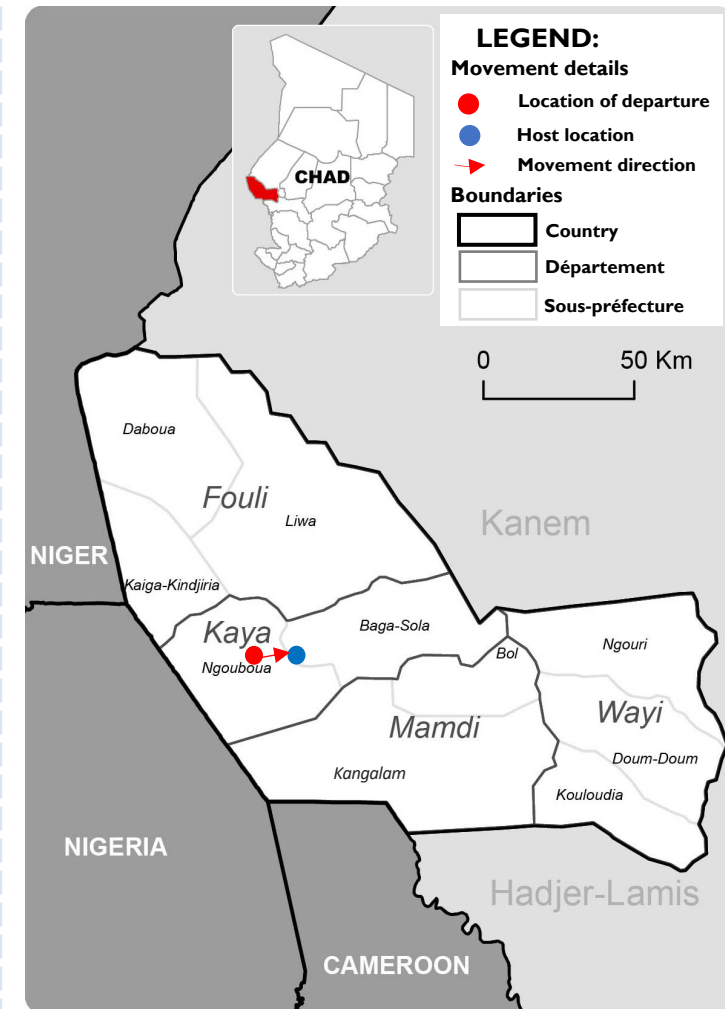 LEGEND:
Movement details
Location of departure
Host location
Movement direction
Boundaries
Country
Département
Sous-préfecture
CHAD
0 50 Km
Daboua
Fouli
Liwa
Kanem
NIGER
Kaiga-Kindjiria
Kaya
Baga-Sola
Ngouboua
Bol
Ngouri
Wayi
Mamdi
Doum-Doum
Kangalam
Kouloudia
NIGERIA
Hadjer-Lamis
CAMEROON